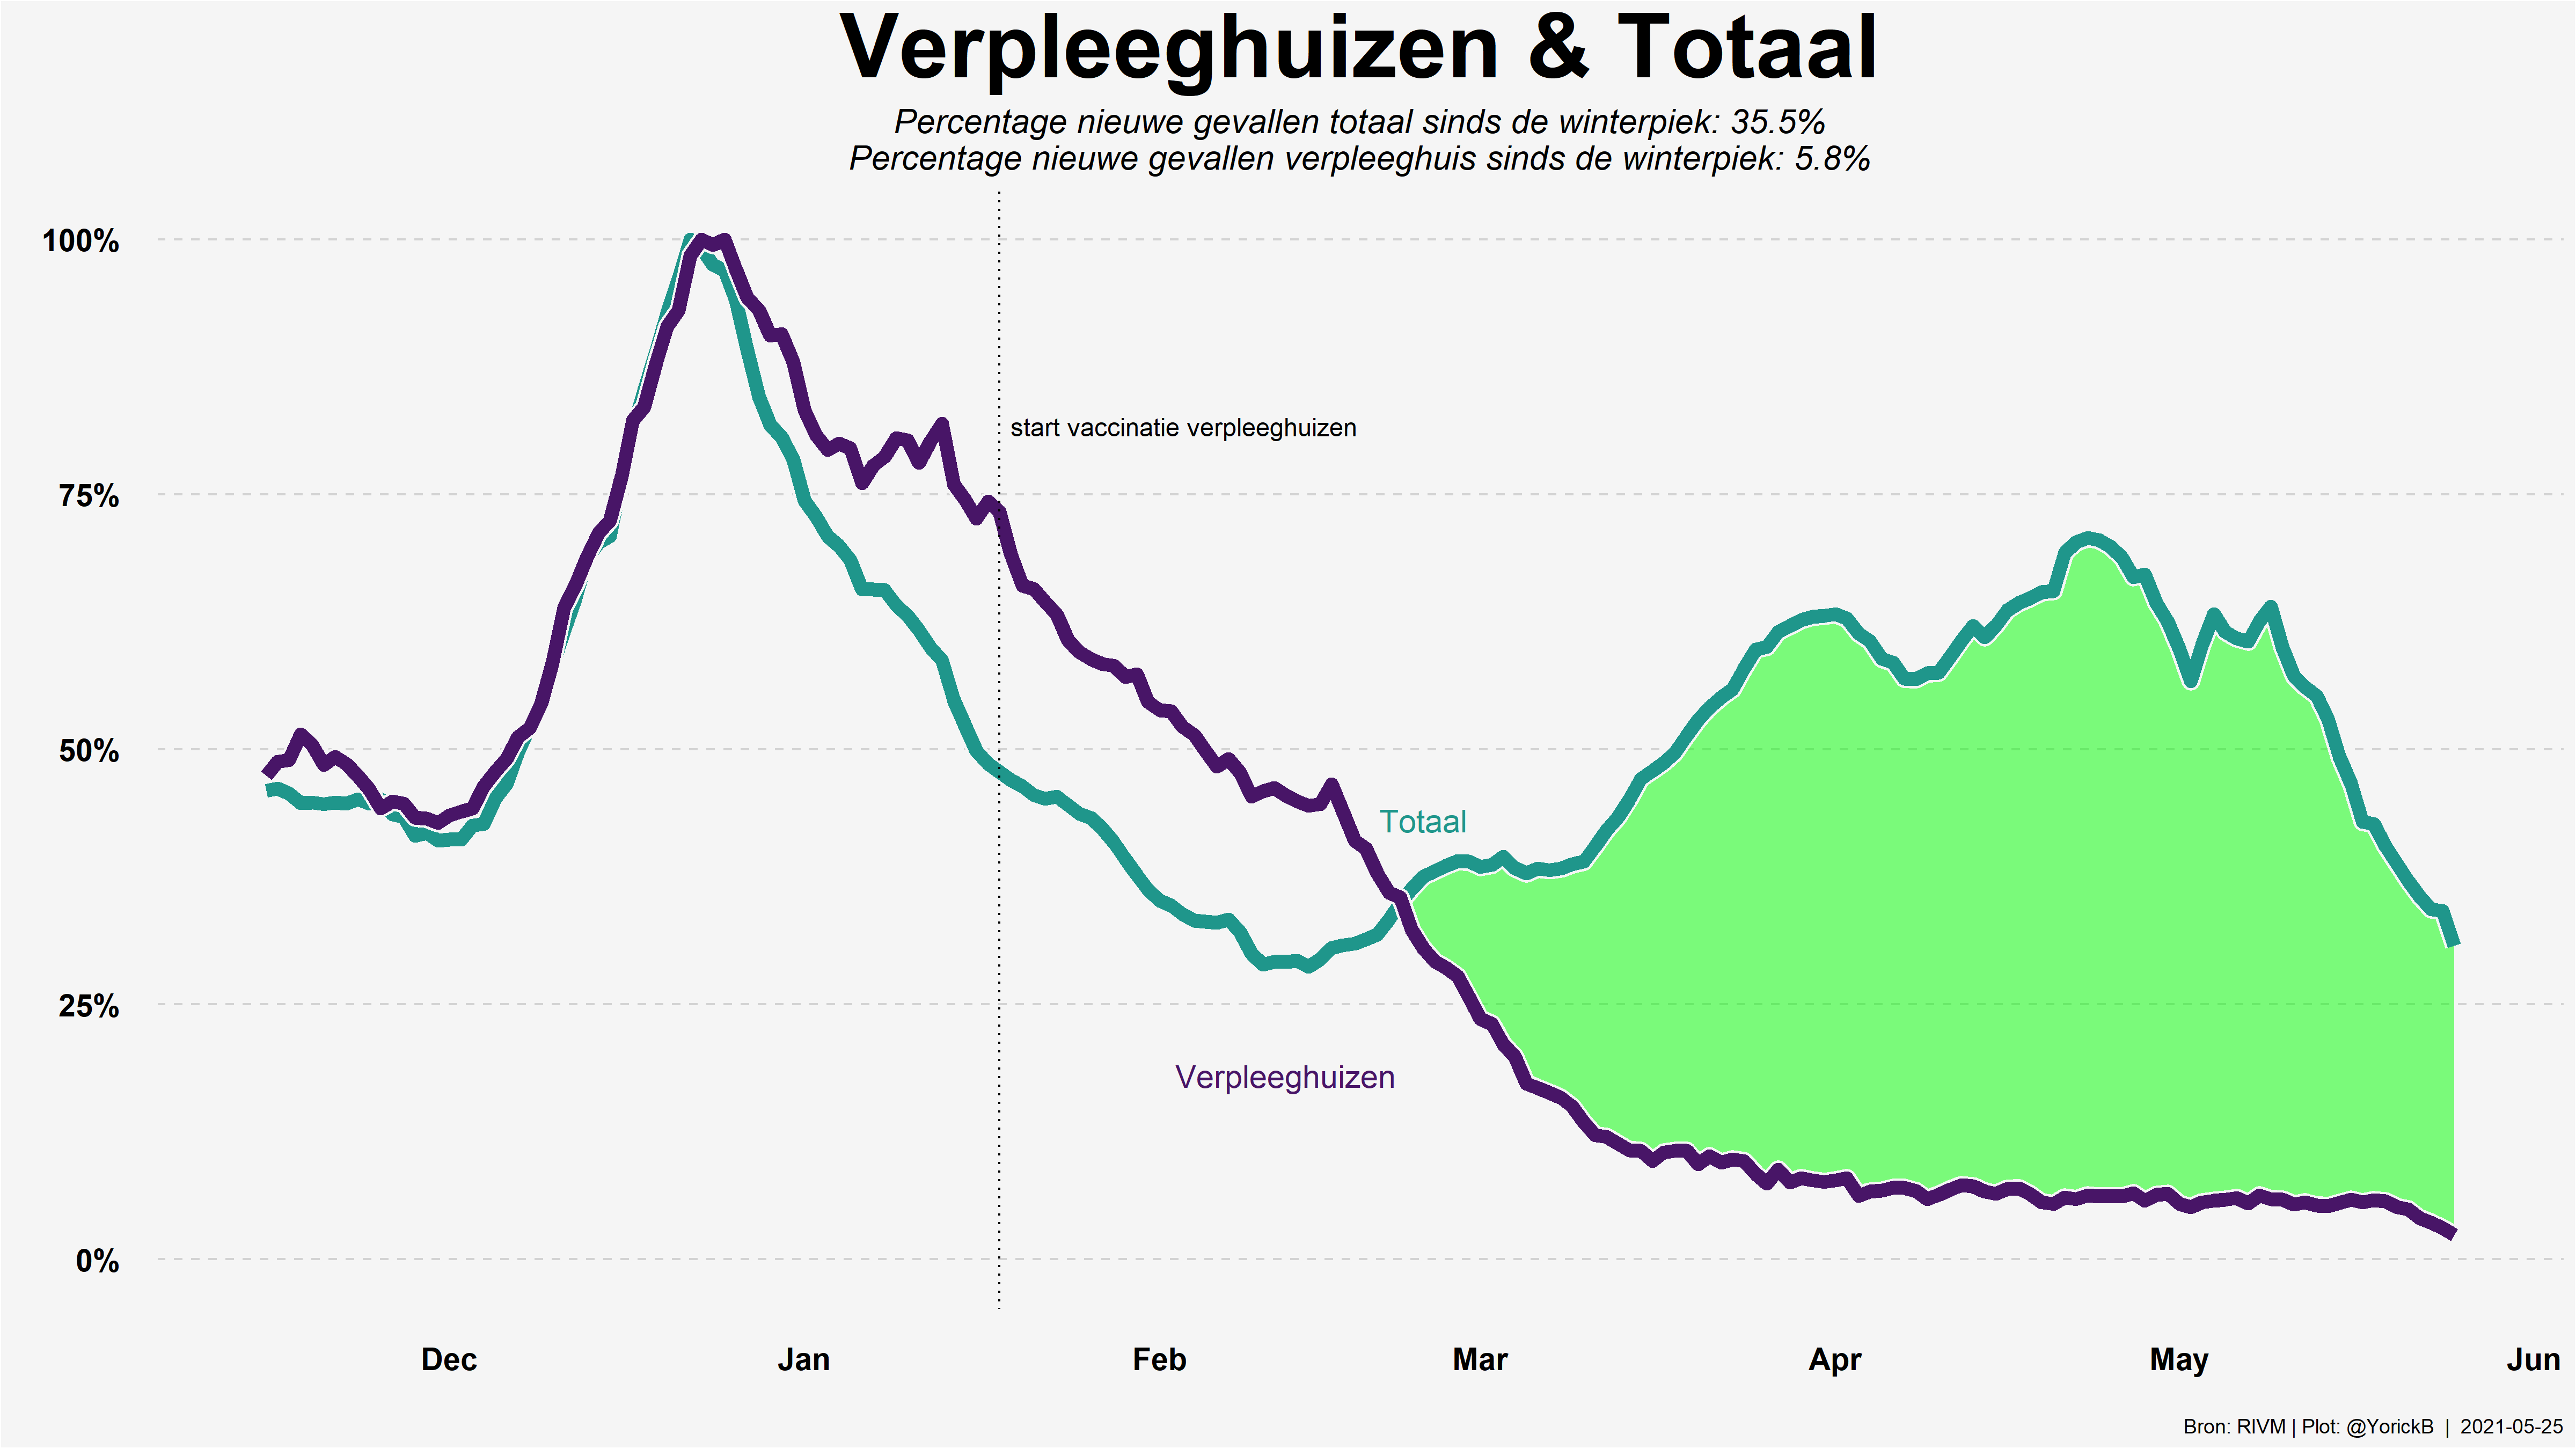 Verpleeghuizen & Totaal
Percentage nieuwe gevallen totaal sinds de winterpiek: 35.5%
Percentage nieuwe gevallen verpleeghuis sinds de winterpiek: 5.8%
100%
start vaccinatie verpleeghuizen
75%
50%
Totaal
25%
Verpleeghuizen
0%
Dec Jan Feb Mar Apr May Jun
Bron: RIVM | Plot: @YorickB | 2021-05-25